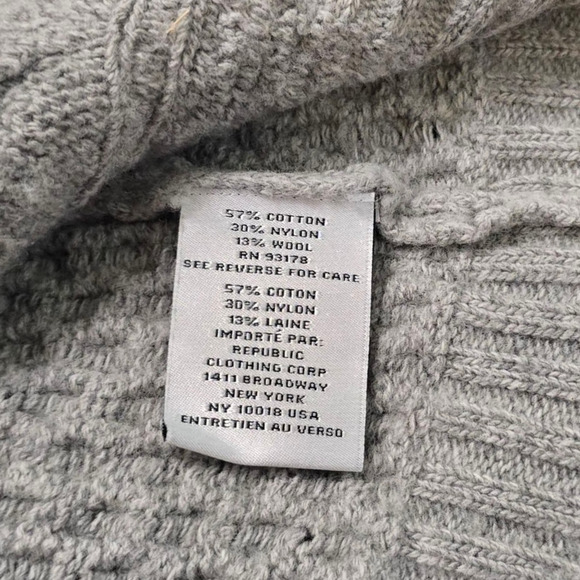 57% COTTON
30% NYLON
13% WOOL
RN 93178
SEE REVERSE FOR CARE
57% COTON
30% NYLON
13% LAINE
IMPORTÉ PAR:
REPUBLIC
CLOTHING CORP
1411 BROADWAY
NEW YORK
NY 10018 USA
ENTRETIEN AU VERSO